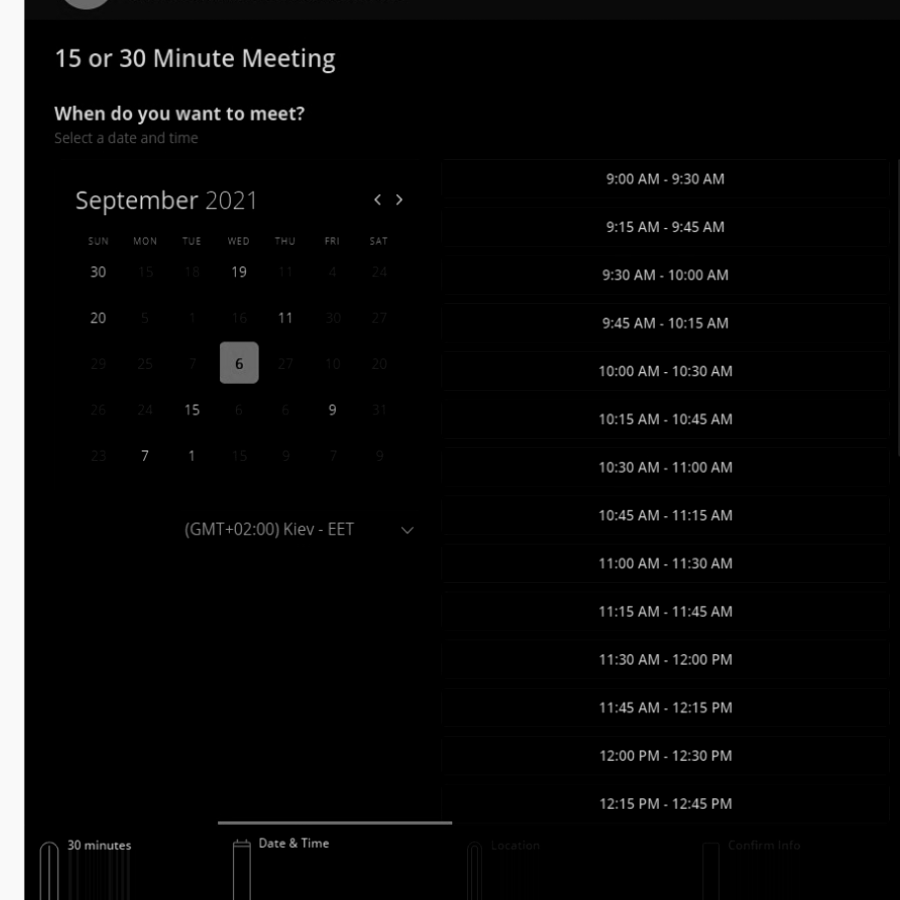 15 or 30 Minute Meeting
When do you want to meet?
Select a date and time
September 2021
SUN MON TUE WED THU FRI SAT
30 15 18 19 11 4 24
20 5 1 16 11 30 27
29 25 7 6 27 10 20
26 24 15 6 6 9 31
23 7 1 15 9 7 9
(GMT+02:00) Kiev - EET
9:00 AM - 9:30 AM
9:15 AM - 9:45 AM
9:30 AM - 10:00 AM
9:45 AM - 10:15 AM
10:00 AM - 10:30 AM
10:15 AM - 10:45 AM
10:30 AM - 11:00 AM
10:45 AM - 11:15 AM
11:00 AM - 11:30 AM
11:15 AM - 11:45 AM
11:30 AM - 12:00 PM
11:45 AM - 12:15 PM
12:00 PM - 12:30 PM
12:15 PM - 12:45 PM
30 minutes
Date & Time
Location
Confirm Info